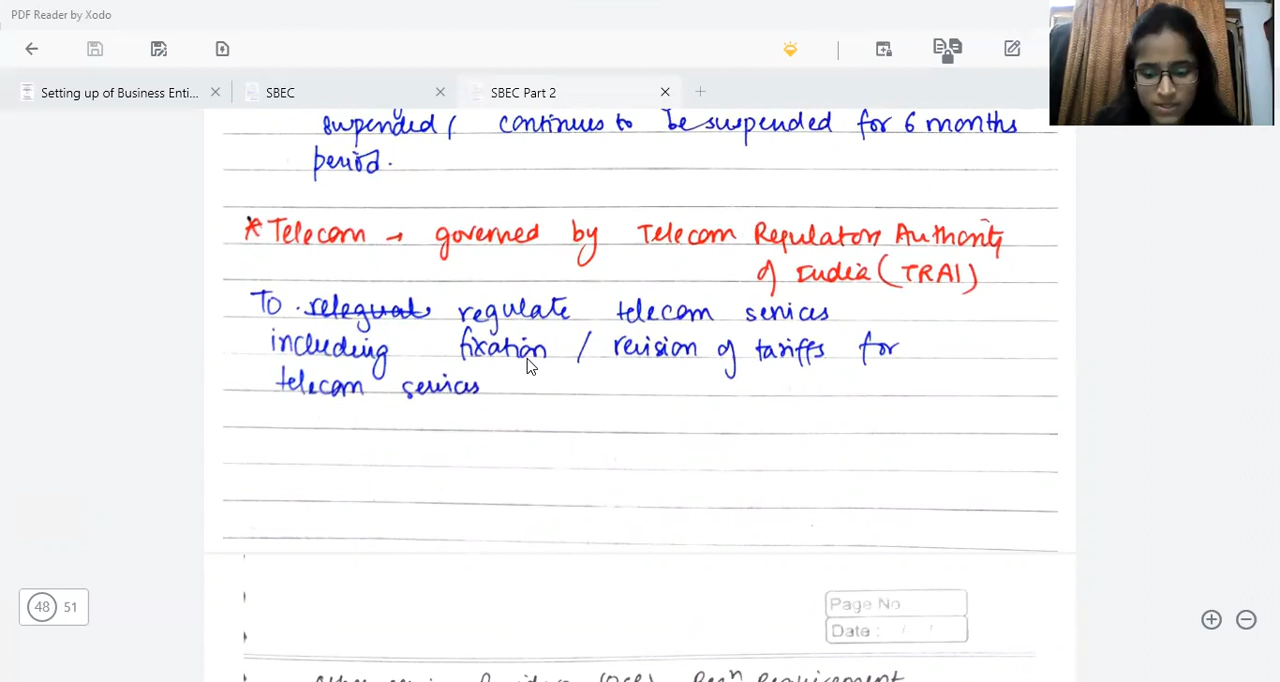 PDF Reader by Xodo
Setting up of Business Enti...
SBEC
SBEC Part 2
suspended / continues to be suspended for 6 months
period.
* Telecom → governed by Telecom Regulatory Authority
of India (TRAI)
To regulate telecom services
including fixation / revision of tariffs for
telecom services
48 51
Page No
Date : / /
Requirement